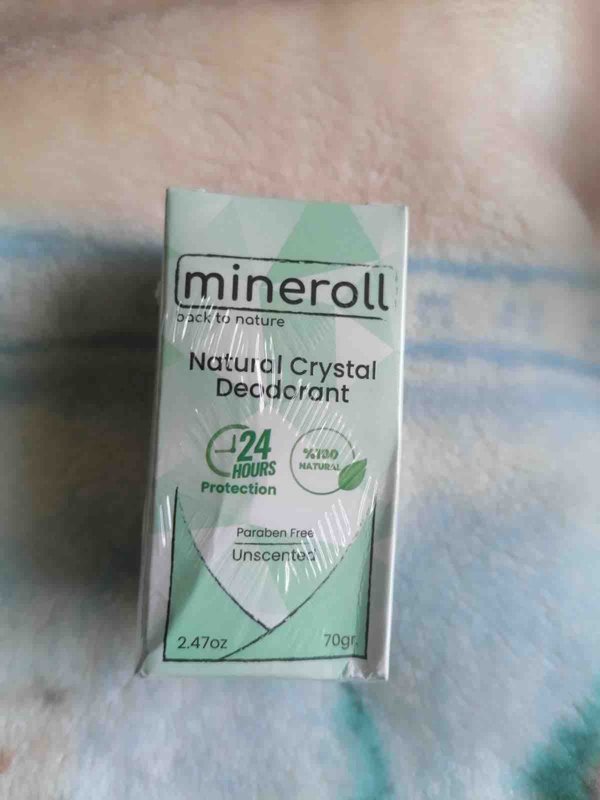 mineroll
back to nature
Natural Crystal
Deodorant
24
HOURS
Protection
%100
NATURAL
Paraben Free
Unscented
2.47oz
70gr.